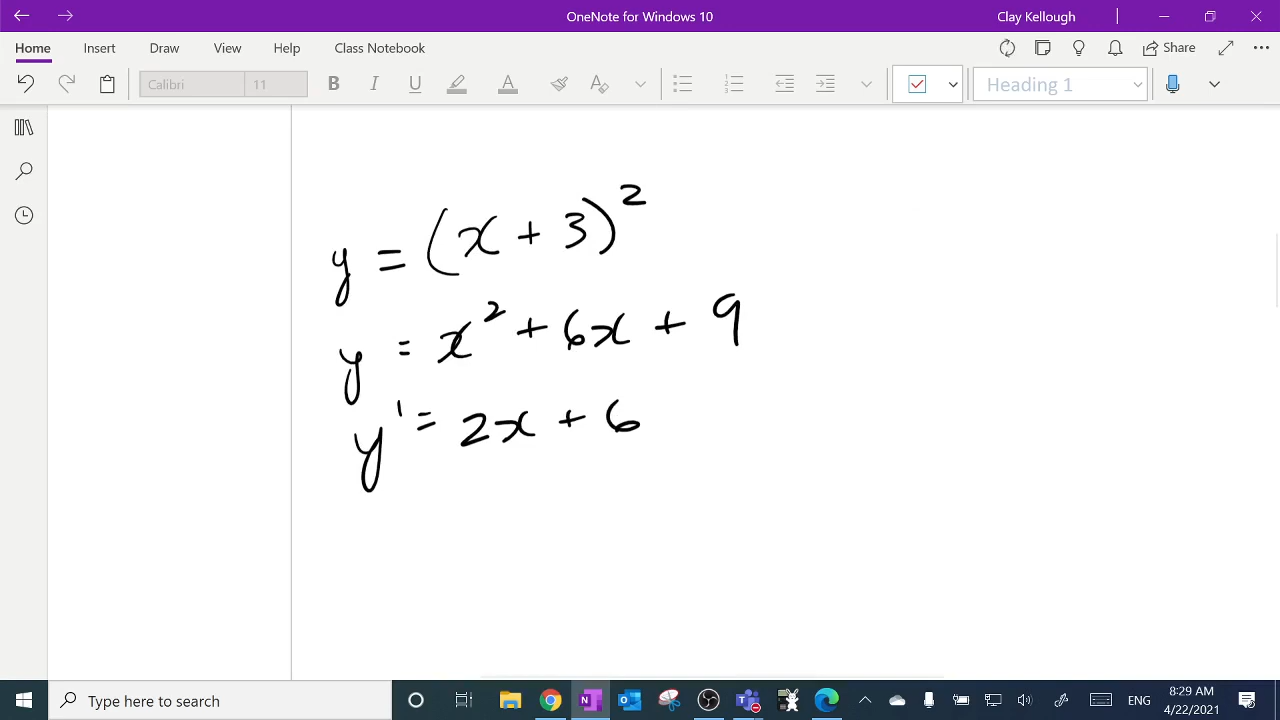 OneNote for Windows 10
Clay Kellough
Home Insert Draw View Help Class Notebook
Share
Calibri 11 B I U A A Heading 1
y = (x + 3)²
y = x² + 6x + 9
y' = 2x + 6
Type here to search
ENG
8:29 AM
4/22/2021